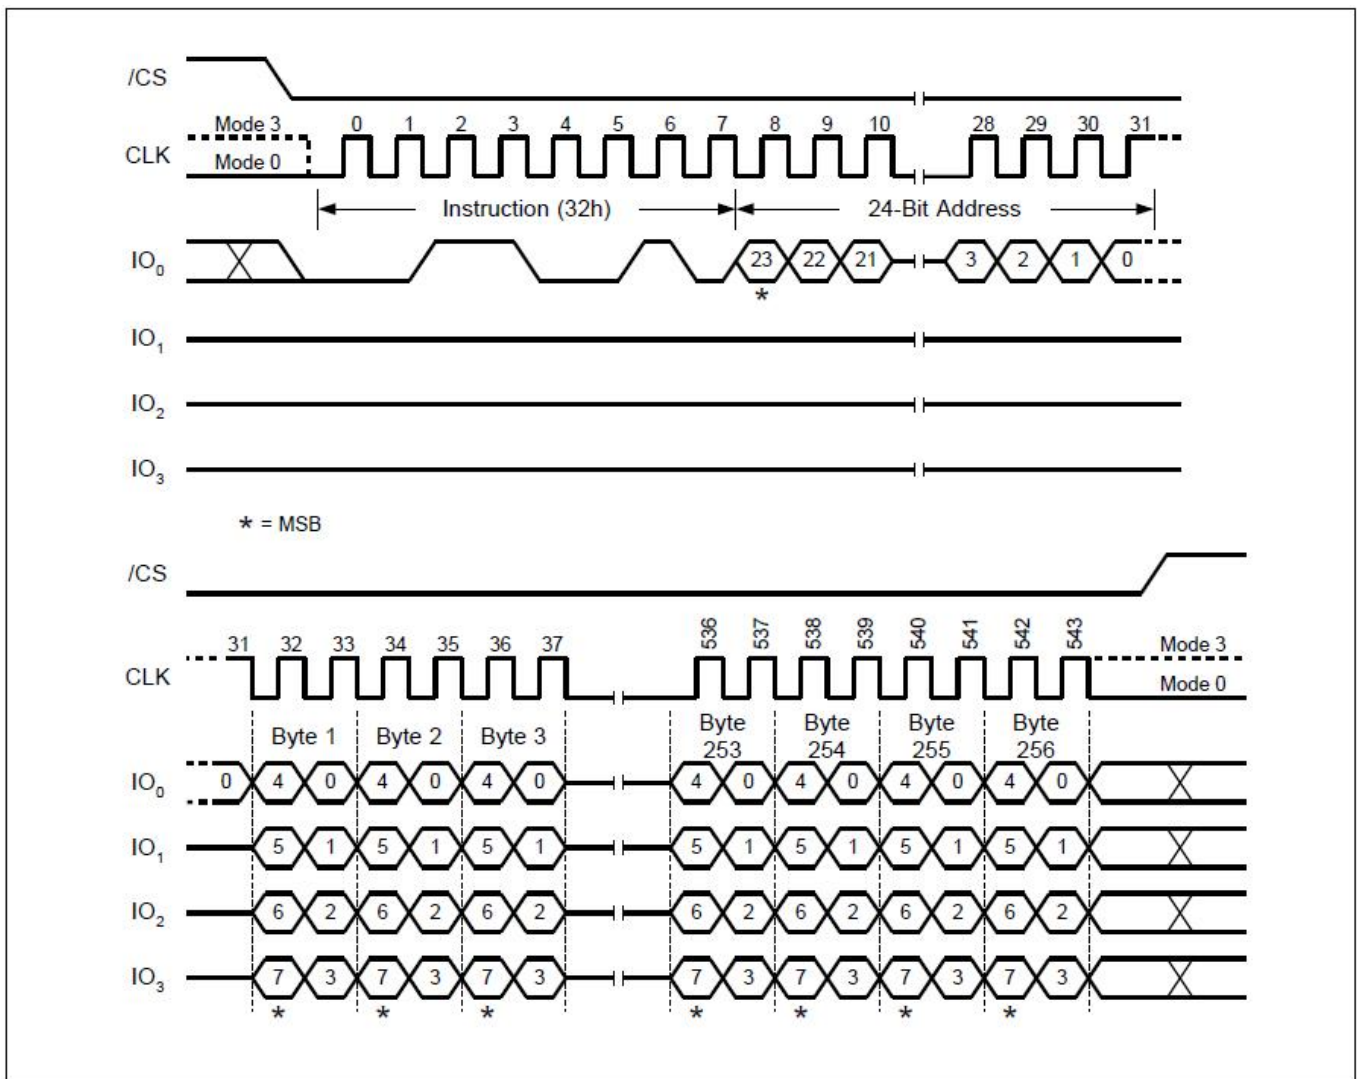 /CS
Mode 3 0 1 2 3 4 5 6 7 8 9 10 28 29 30 31
CLK
Mode 0
Instruction (32h) 24-Bit Address
IO0 23 22 21 3 2 1 0
*
IO1
IO2
IO3
* = MSB
/CS
31 32 33 34 35 36 37 536 537 538 539 540 541 542 543 Mode 3
CLK
Mode 0
Byte 1 Byte 2 Byte 3 Byte 253 Byte 254 Byte 255 Byte 256
IO0 0 4 0 4 0 4 0 4 0 4 0 4 0 4 0
IO1 5 1 5 1 5 1 5 1 5 1 5 1 5 1
IO2 6 2 6 2 6 2 6 2 6 2 6 2 6 2
IO3 7 3 7 3 7 3 7 3 7 3 7 3 7 3
* * * * * * *